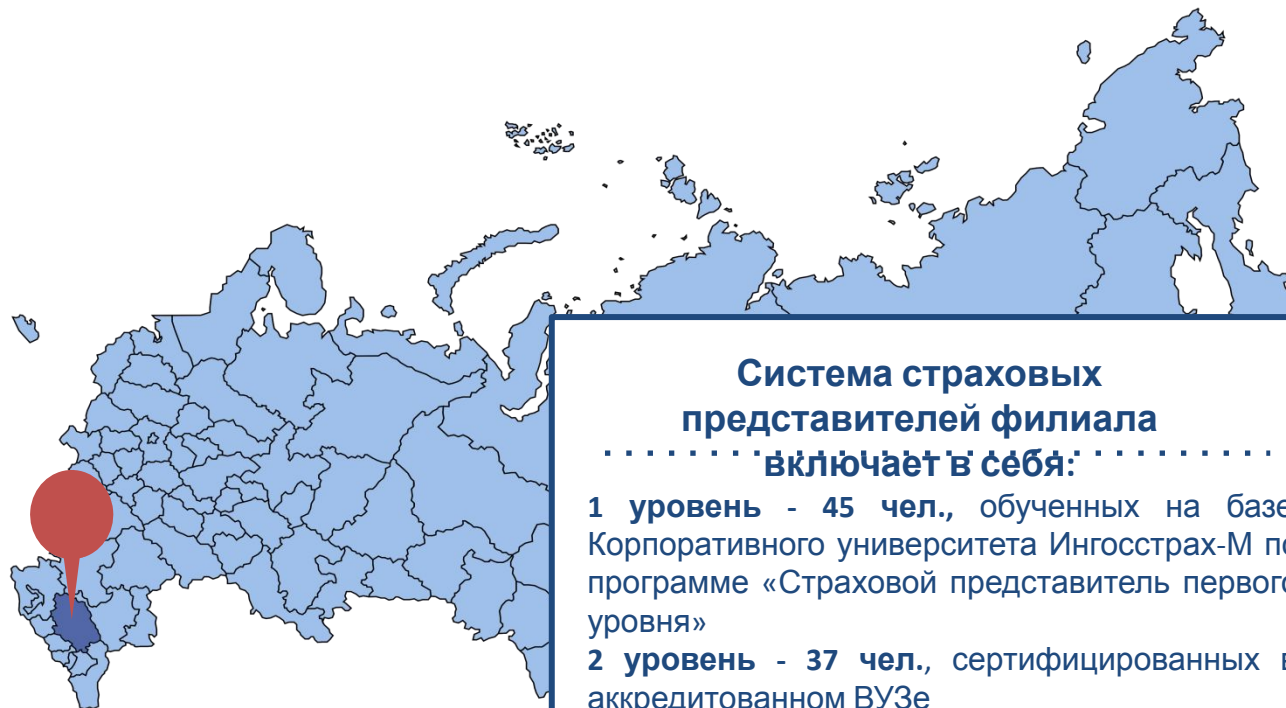 Система страховых
представителей филиала
включает в себя:
1 уровень - 45 чел., обученных на базе
Корпоративного университета Ингосстрах-М по
программе «Страховой представитель первого
уровня»
2 уровень - 37 чел., сертифицированных в
аккредитованном ВУЗе